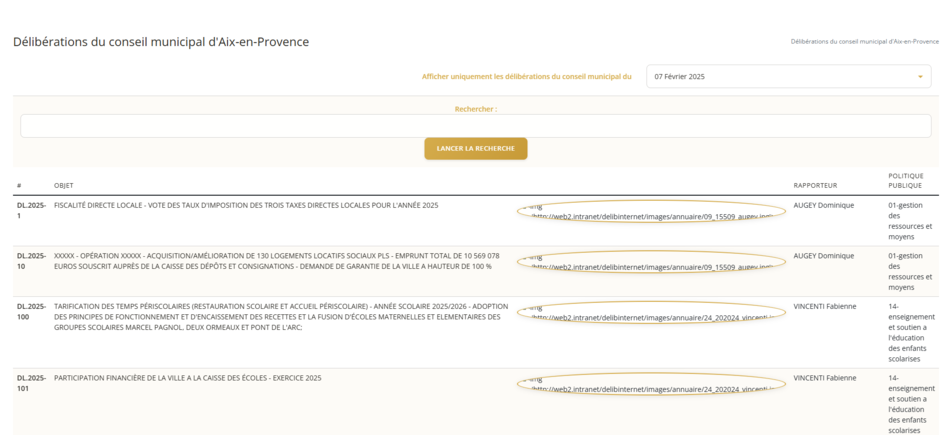 Délibérations du conseil municipal d'Aix-en-Provence
Délibérations du conseil municipal d'Aix-en-Provence
Afficher uniquement les délibérations du conseil municipal du
07 Février 2025
Rechercher :
LANCER LA RECHERCHE
# OBJET RAPPORTEUR POLITIQUE
PUBLIQUE
DL.2025-
1
FISCALITÉ DIRECTE LOCALE - VOTE DES TAUX D'IMPOSITION DES TROIS TAXES DIRECTES LOCALES POUR L'ANNÉE 2025
http://web2.intranet/delibinternet/images/annuaire/09_15509_augey.jpg
AUGEY Dominique
01-gestion
des
ressources et
moyens
DL.2025-
10
XXXXX - OPÉRATION XXXXX - ACQUISITION/AMÉLIORATION DE 130 LOGEMENTS LOCATIFS SOCIAUX PLS - EMPRUNT TOTAL DE 10 569 078
EUROS SOUSCRIT AUPRÈS DE LA CAISSE DES DÉPÔTS ET CONSIGNATIONS - DEMANDE DE GARANTIE DE LA VILLE A HAUTEUR DE 100 %
http://web2.intranet/delibinternet/images/annuaire/09_15509_augey.jpg
AUGEY Dominique
01-gestion
des
ressources et
moyens
DL.2025-
100
TARIFICATION DES TEMPS PÉRISCOLAIRES (RESTAURATION SCOLAIRE ET ACCUEIL PÉRISCOLAIRE) - ANNÉE SCOLAIRE 2025/2026 - ADOPTION
DES PRINCIPES DE FONCTIONNEMENT ET D'ENCAISSEMENT DES RECETTES ET LA FUSION D'ÉCOLES MATERNELLES ET ELEMENTAIRES DES
GROUPES SCOLAIRES MARCEL PAGNOL, DEUX ORMEAUX ET PONT DE L'ARC;
http://web2.intranet/delibinternet/images/annuaire/24_202024_vincenti
VINCENTI Fabienne
14-
enseignement
et soutien a
l'éducation
des enfants
scolarises
DL.2025-
101
PARTICIPATION FINANCIÈRE DE LA VILLE A LA CAISSE DES ÉCOLES - EXERCICE 2025
http://web2.intranet/delibinternet/images/annuaire/24_202024_vincenti
VINCENTI Fabienne
14-
enseignement
et soutien a
l'éducation
des enfants
scolarises